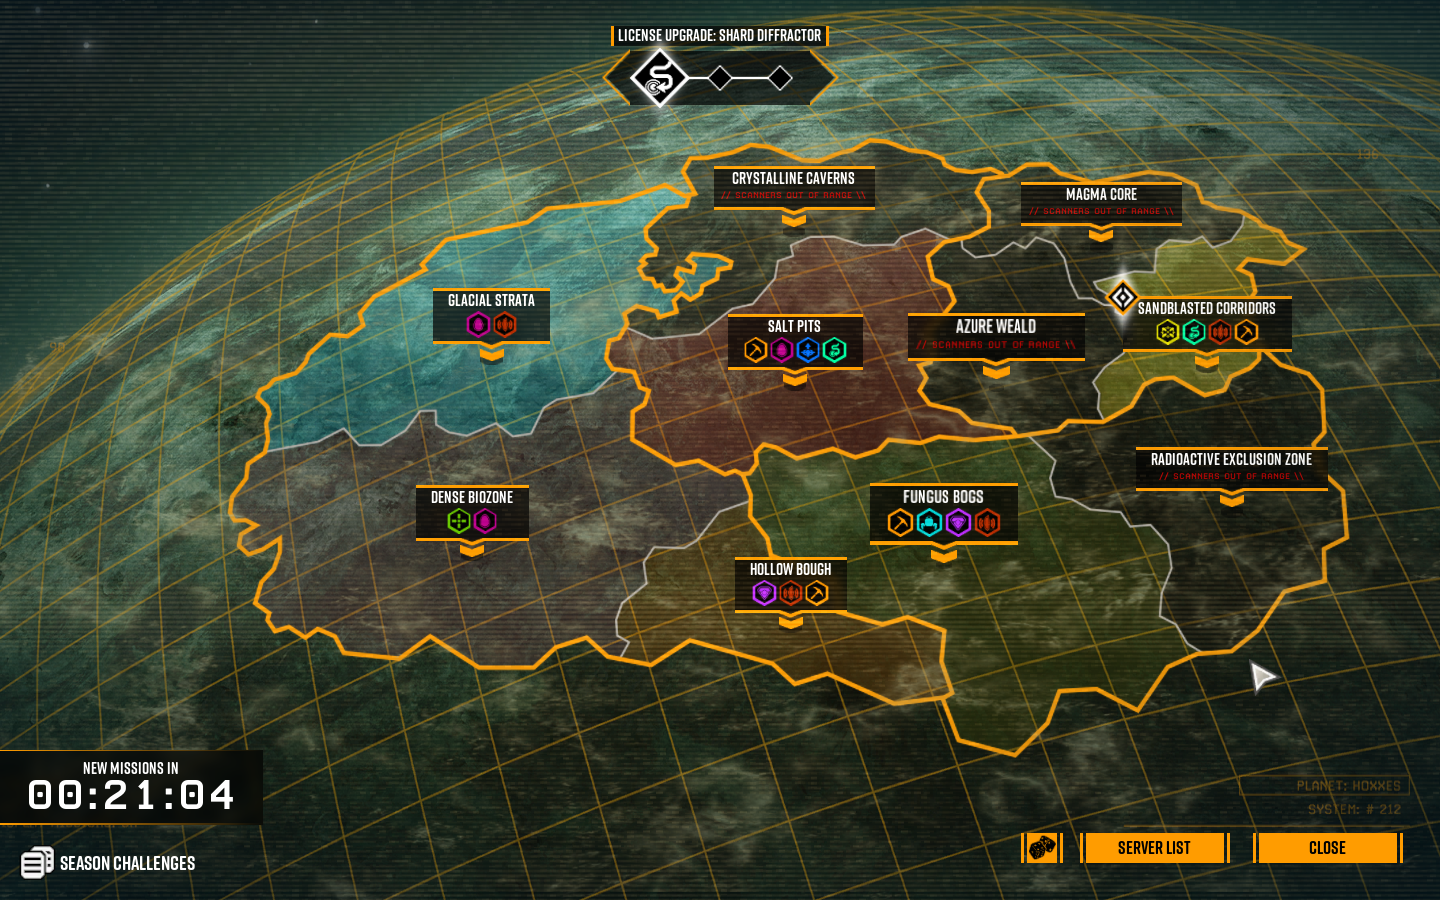 LICENSE UPGRADE: SHARD DIFFRACTOR
136
CRYSTALLINE CAVERNS
// SCANNERS OUT OF RANGE \\
MAGMA CORE
// SCANNERS OUT OF RANGE \\
GLACIAL STRATA
SALT PITS
AZURE WEALD
// SCANNERS OUT OF RANGE \\
SANDBLASTED CORRIDORS
RADIOACTIVE EXCLUSION ZONE
// SCANNERS OUT OF RANGE \\
DENSE BIOZONE
FUNGUS BOGS
HOLLOW BOUGH
NEW MISSIONS IN
00:21:04
SEASON CHALLENGES
PLANET: HOXXES
SYSTEM: # 212
SERVER LIST
CLOSE